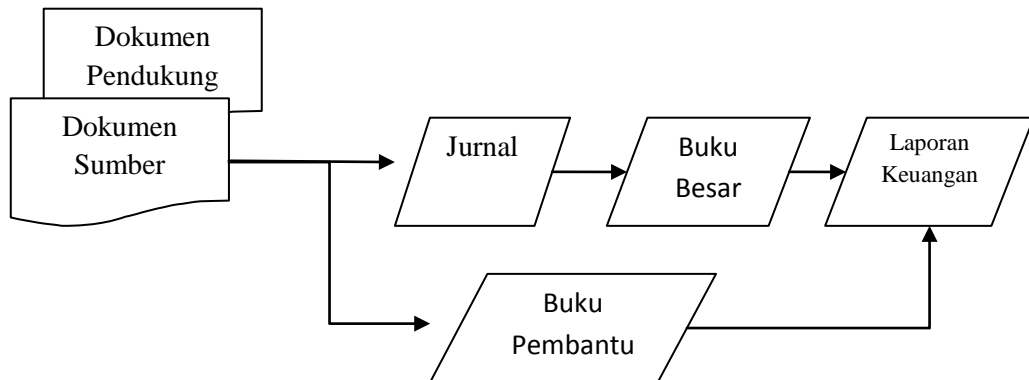 Dokumen
Pendukung
Dokumen
Sumber
Jurnal
Buku
Besar
Laporan
Keuangan
Buku
Pembantu